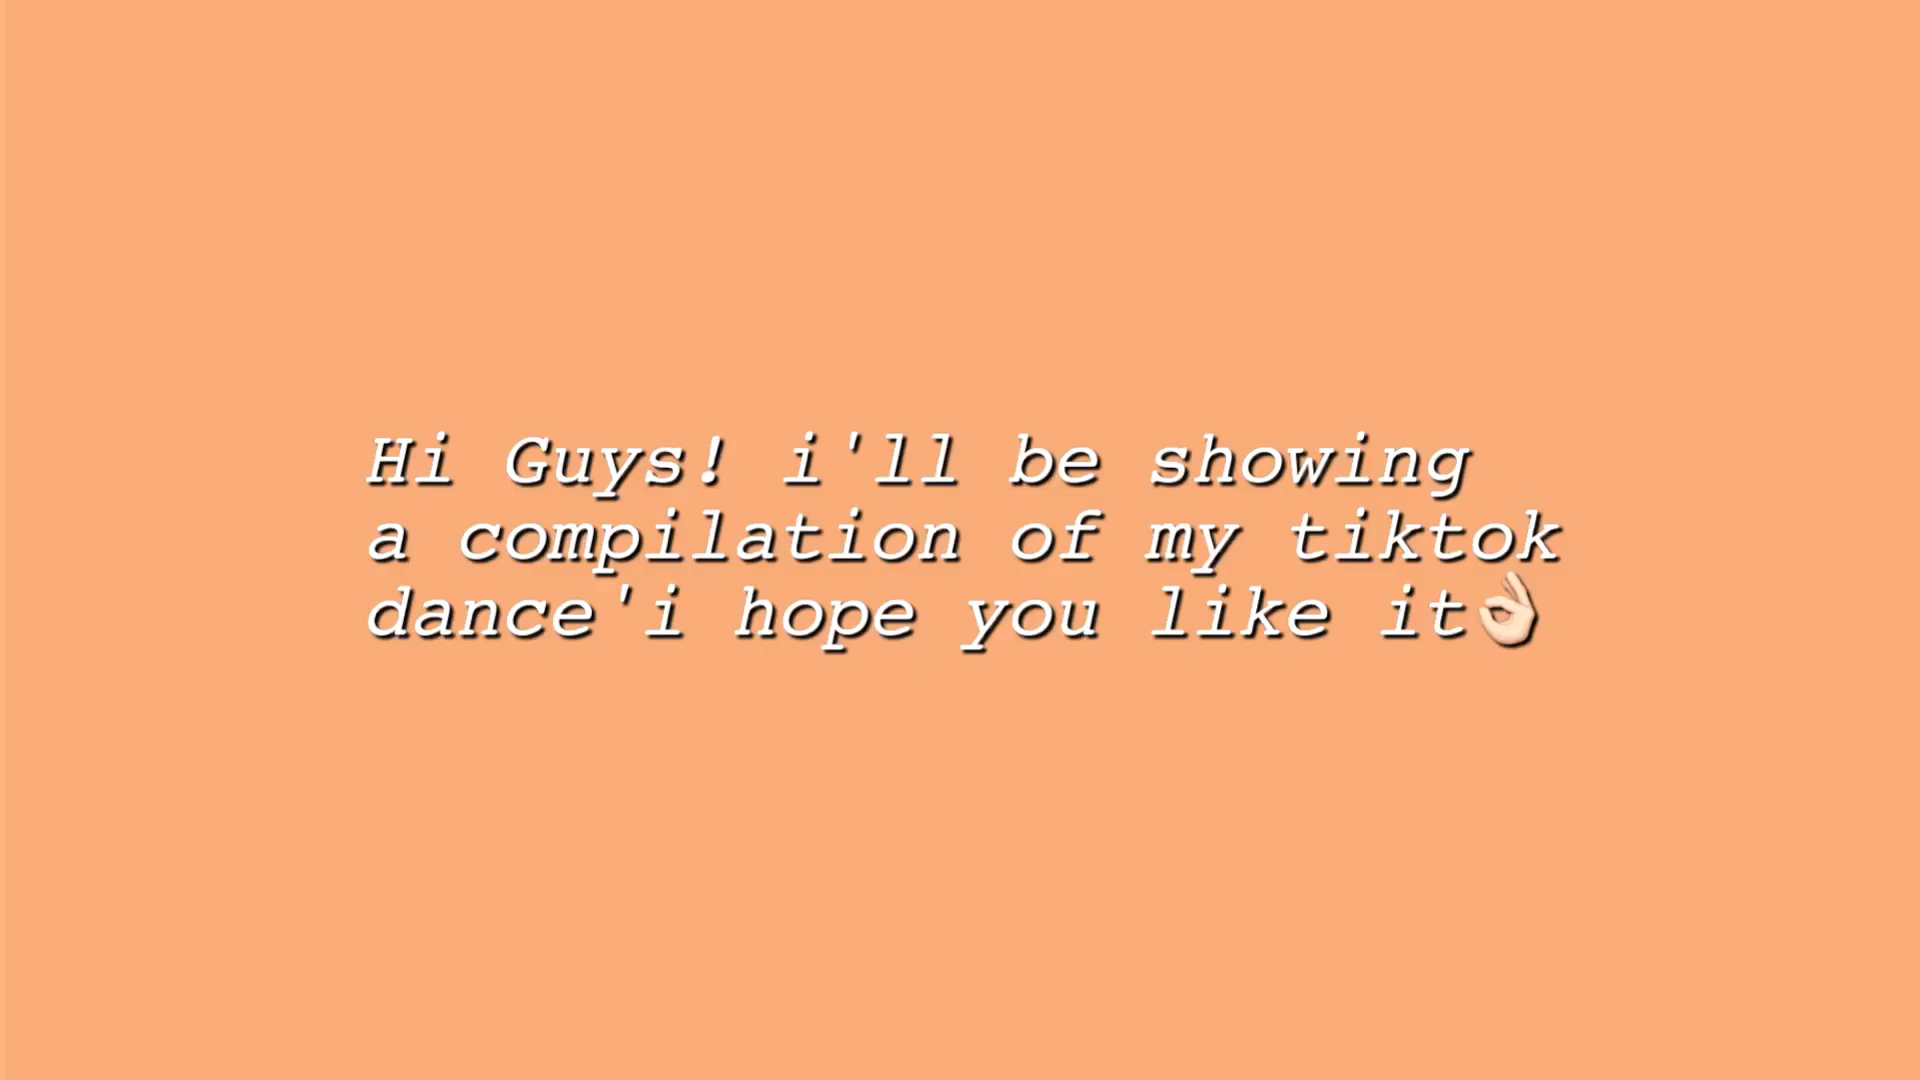 Hi Guys! i'll be showing
a compilation of my tiktok
dance'i hope you like it👌🏻